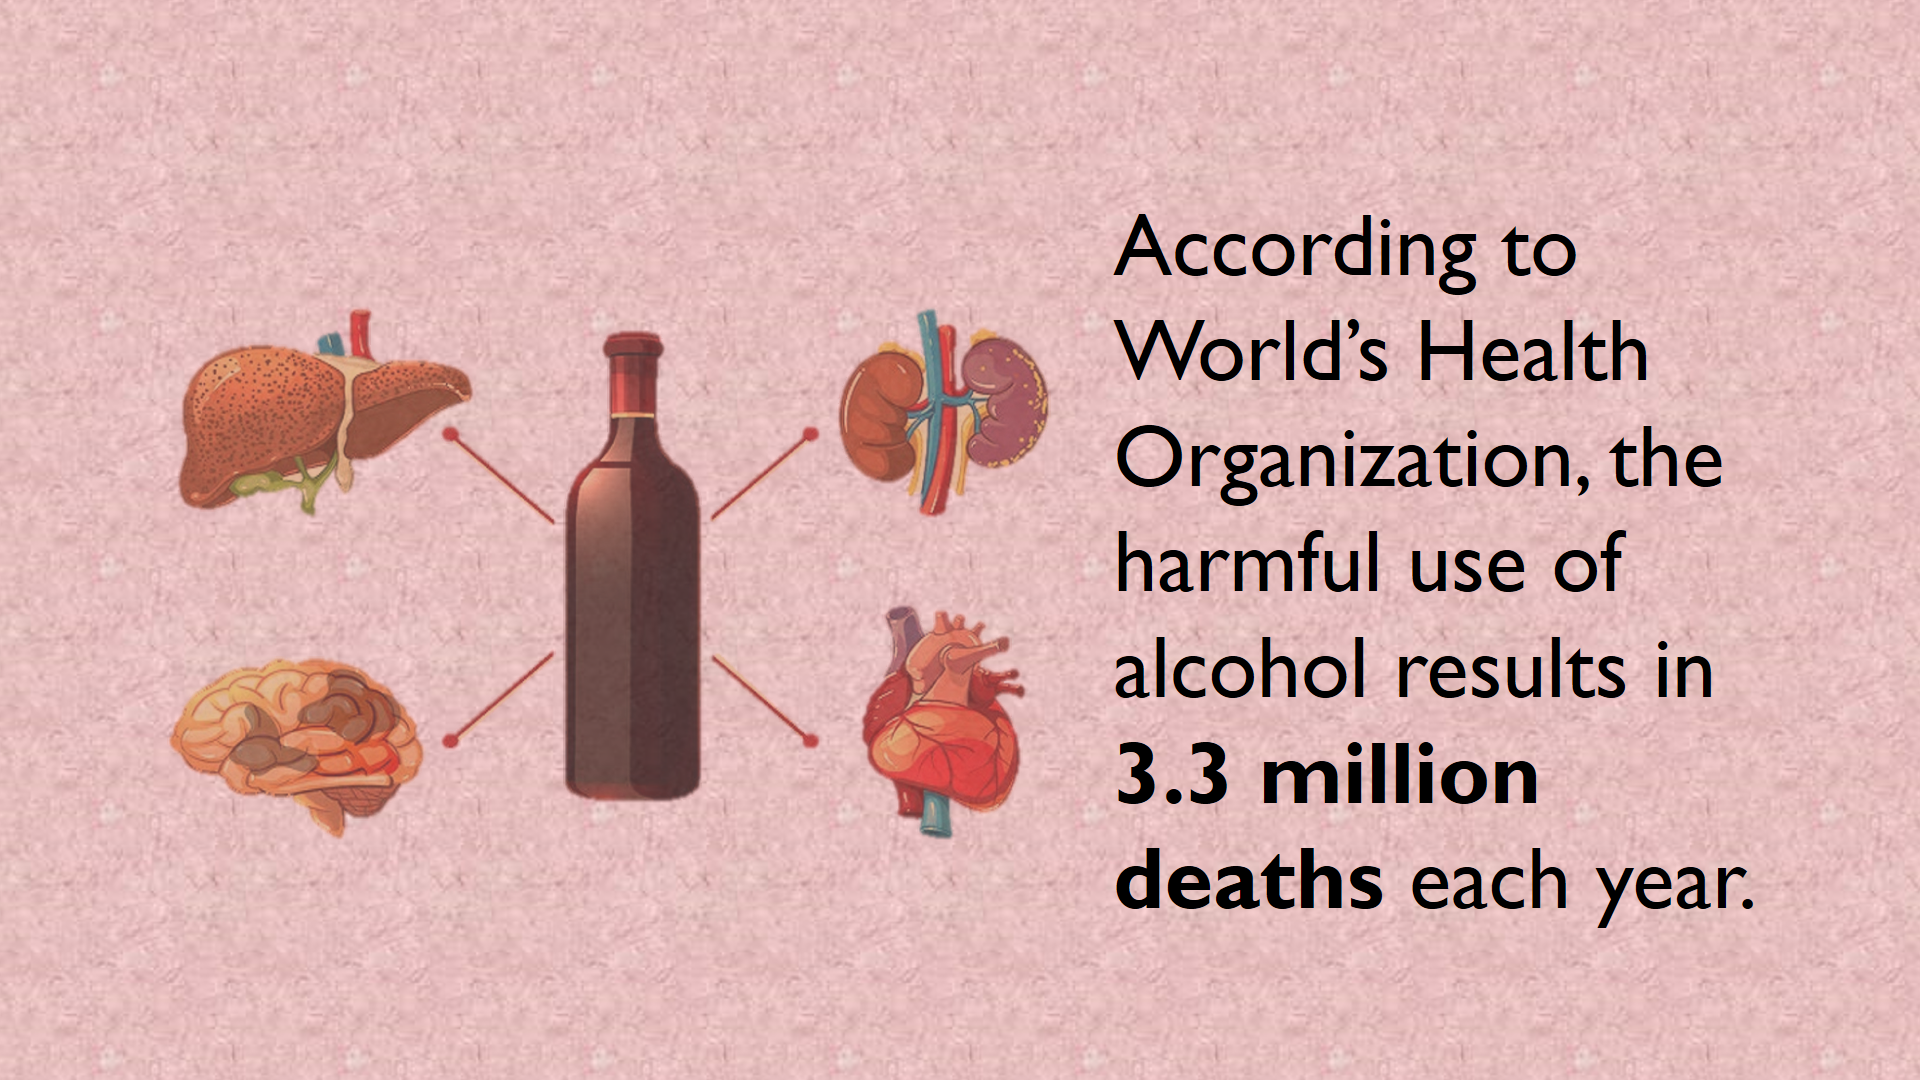 According to
World’s Health
Organization, the
harmful use of
alcohol results in
3.3 million
deaths each year.